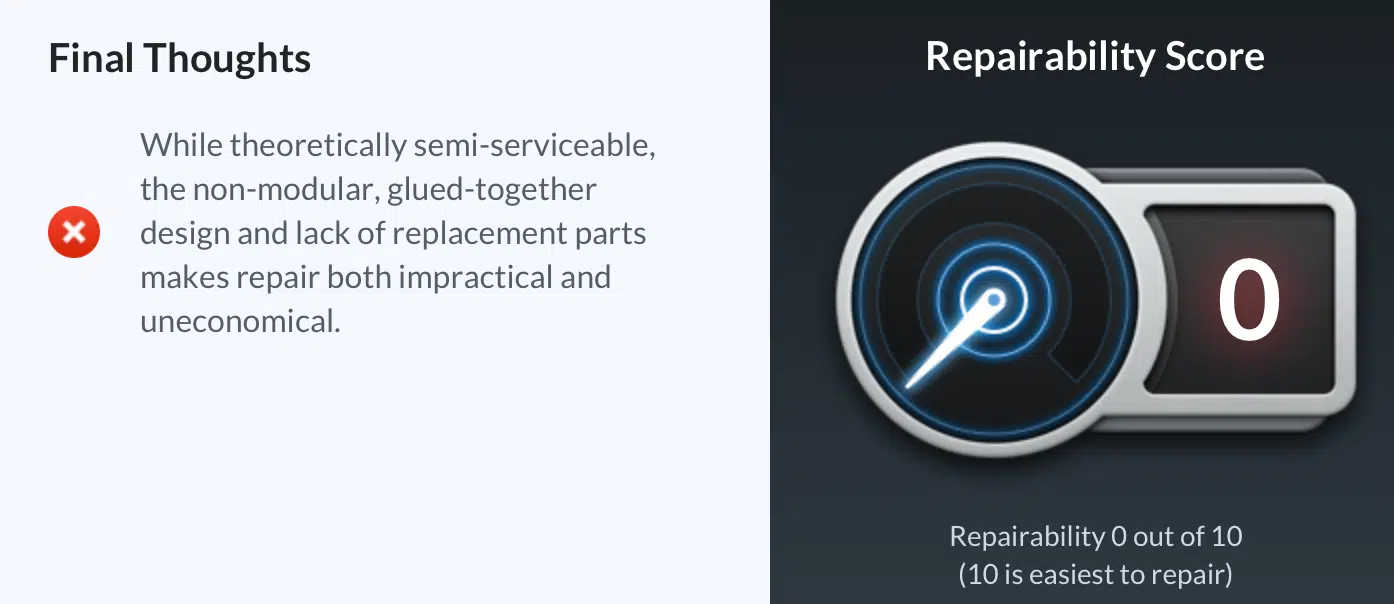 Final Thoughts
While theoretically semi-serviceable,
the non-modular, glued-together
design and lack of replacement parts
makes repair both impractical and
uneconomical.
Repairability Score
0
Repairability 0 out of 10
(10 is easiest to repair)